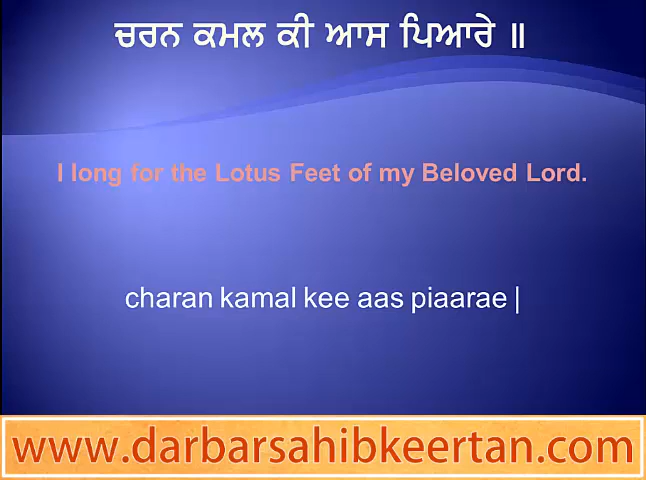 ਚਰਨ ਕਮਲ ਕੀ ਆਸ ਪਿਆਰੇ ॥
I long for the Lotus Feet of my Beloved Lord.
charan kamal kee aas piaarae |
www.darbarsahibkeertan.com